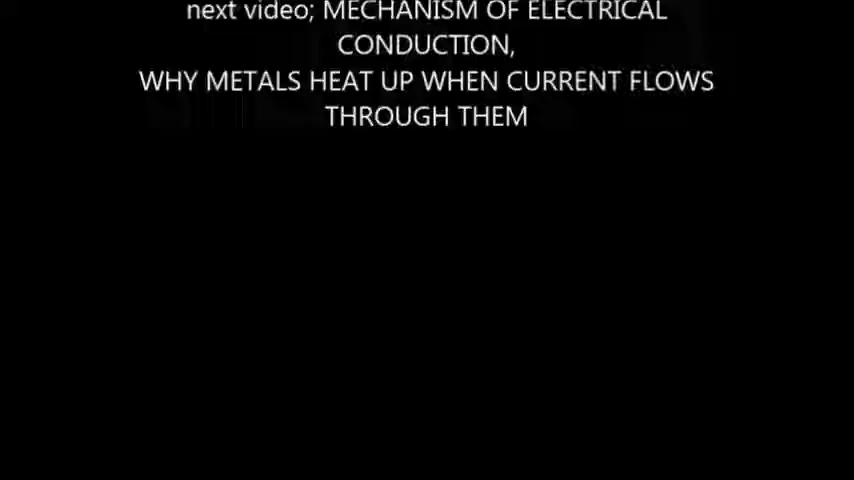 next video; MECHANISM OF ELECTRICAL
CONDUCTION,
WHY METALS HEAT UP WHEN CURRENT FLOWS
THROUGH THEM